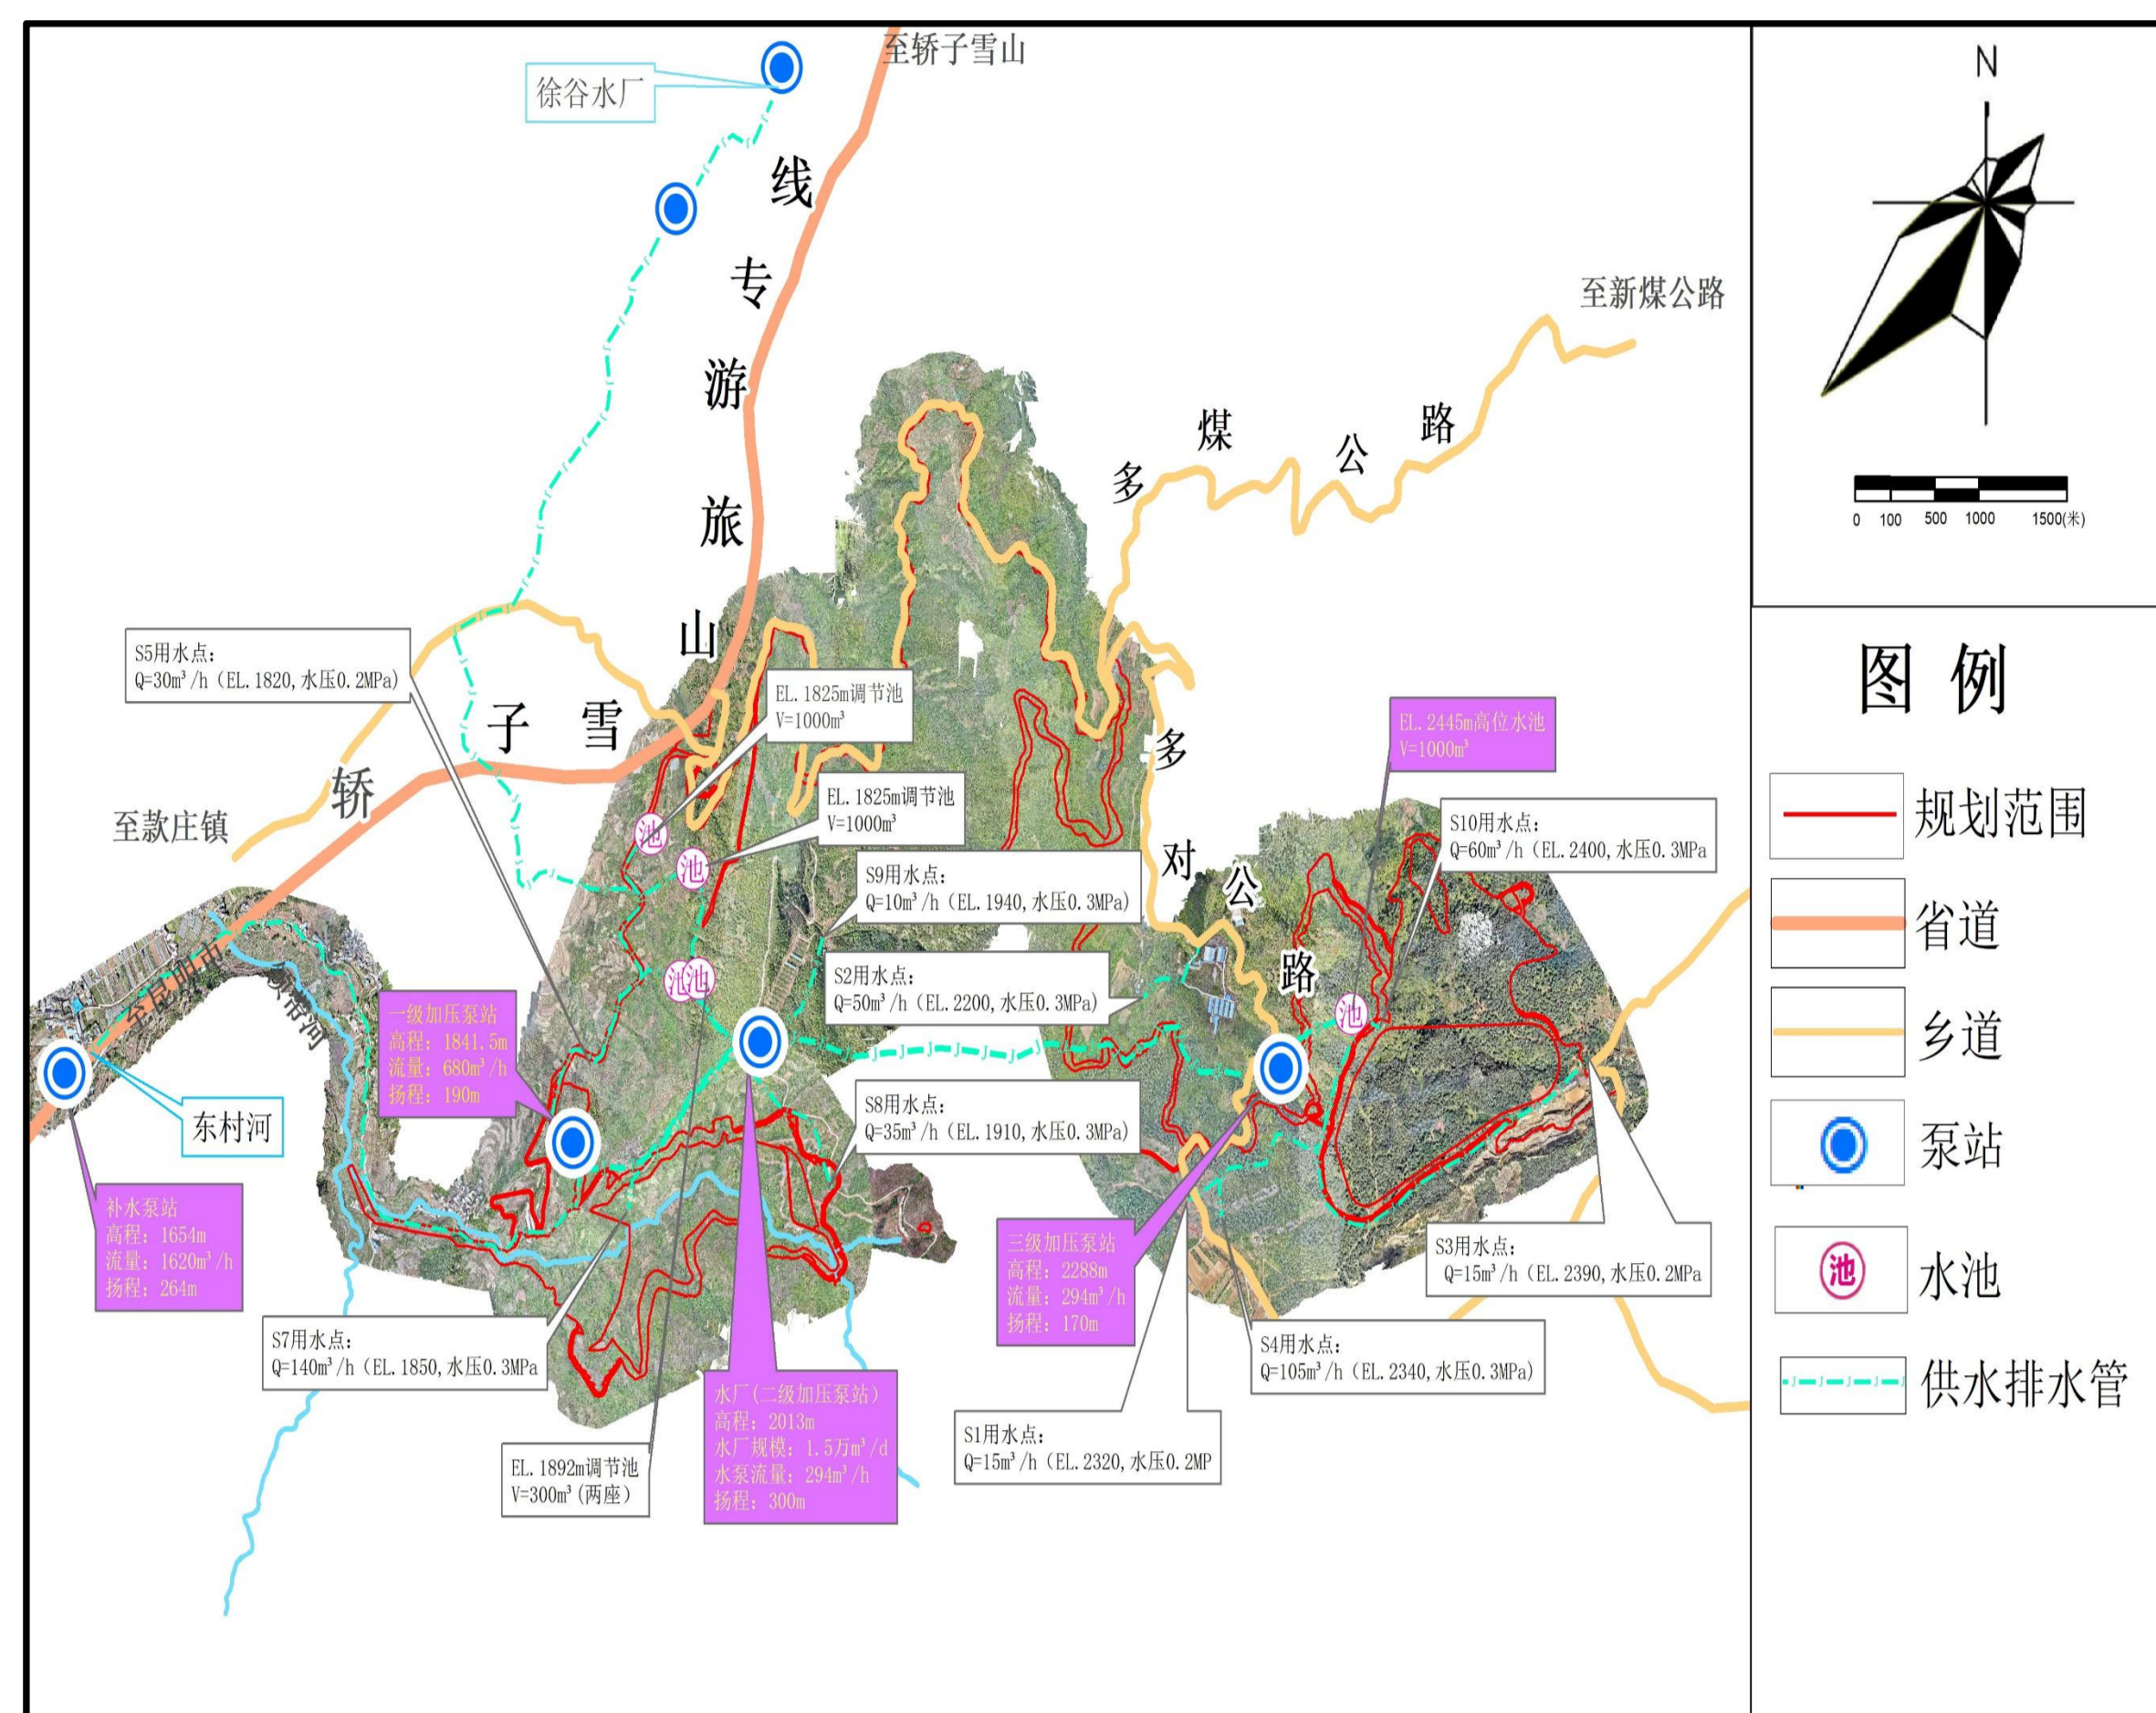 至轿子雪山
徐谷水厂
轿子雪山旅游专线
至新煤公路
多煤公路
S5用水点:
Q=30m³/h(EL.1820,水压0.2MPa)
EL.1825m调节池
V=1000m³
EL.2445m高位水池
V=1000m³
多对公路
至款庄镇
EL.1825m调节池
V=1000m³
S10用水点:
Q=60m³/h(EL.2400,水压0.3MPa
池
池
S9用水点:
Q=10m³/h(EL.1940,水压0.3MPa)
至昆明市
S2用水点:
Q=50m³/h(EL.2200,水压0.3MPa)
池
池
池
一级加压泵站
高程: 1841.5m
流量: 680m³/h
扬程: 190m
东村河
S8用水点:
Q=35m³/h(EL.1910,水压0.3MPa)
补水泵站
高程: 1654m
流量: 1620m³/h
扬程: 264m
三级加压泵站
高程: 2288m
流量: 294m³/h
扬程: 170m
S3用水点:
Q=15m³/h(EL.2390,水压0.2MPa
S7用水点:
Q=140m³/h(EL.1850,水压0.3MPa
S4用水点:
Q=105m³/h(EL.2340,水压0.3MPa)
水厂(二级加压泵站)
高程: 2013m
水厂规模: 1.5万m³/d
水泵流量: 294m³/h
扬程: 300m
S1用水点:
Q=15m³/h(EL.2320,水压0.2MP
EL.1892m调节池
V=300m³(两座)
N
0 100 500 1000 1500(米)
图例
规划范围
省道
乡道
泵站
池 水池
供水排水管